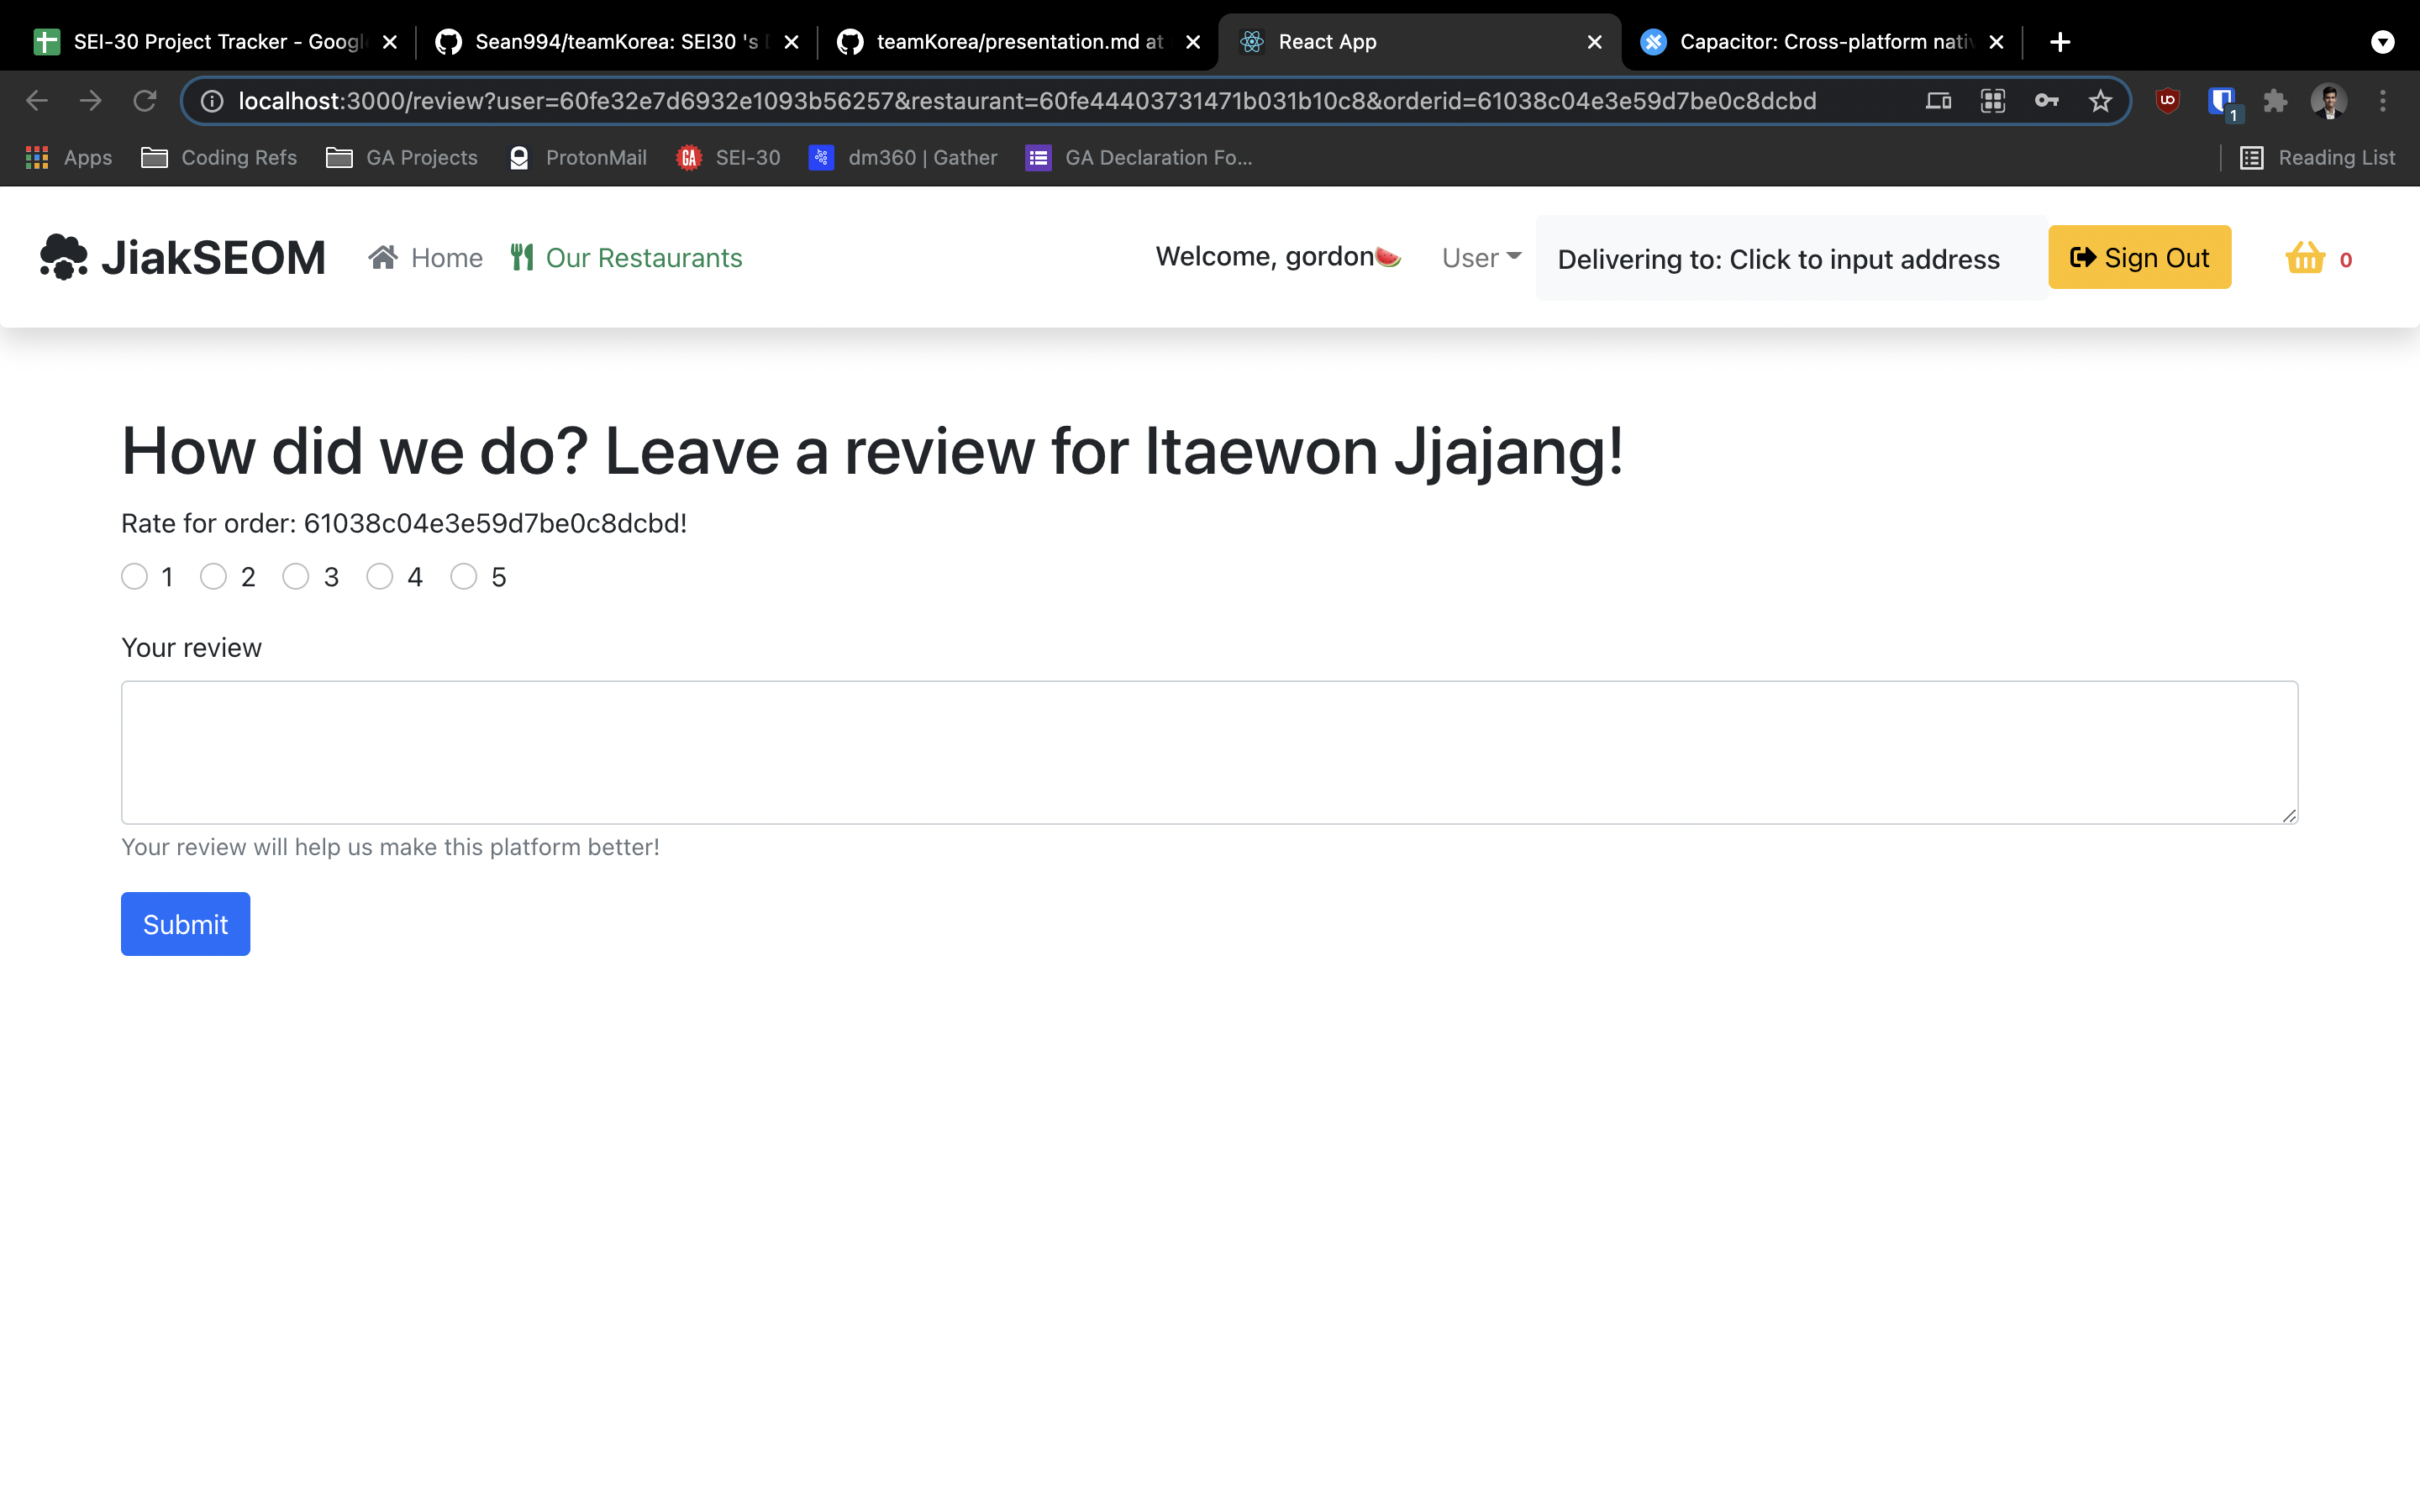 SEI-30 Project Tracker - Googl
Sean994/teamKorea: SEI30 's
teamKorea/presentation.md at
React App
Capacitor: Cross-platform nati
localhost:3000/review?user=60fe32e7d6932e1093b56257&restaurant=60fe44403731471b031b10c8&orderid=61038c04e3e59d7be0c8dcbd
1
Apps
Coding Refs
GA Projects
ProtonMail
GA
SEI-30
dm360 | Gather
GA Declaration Fo...
Reading List
JiakSEOM
Home
Our Restaurants
Welcome, gordon🍉
User
Delivering to: Click to input address
Sign Out
0
How did we do? Leave a review for Itaewon Jjajang!
Rate for order: 61038c04e3e59d7be0c8dcbd!
1 2 3 4 5
Your review
Your review will help us make this platform better!
Submit